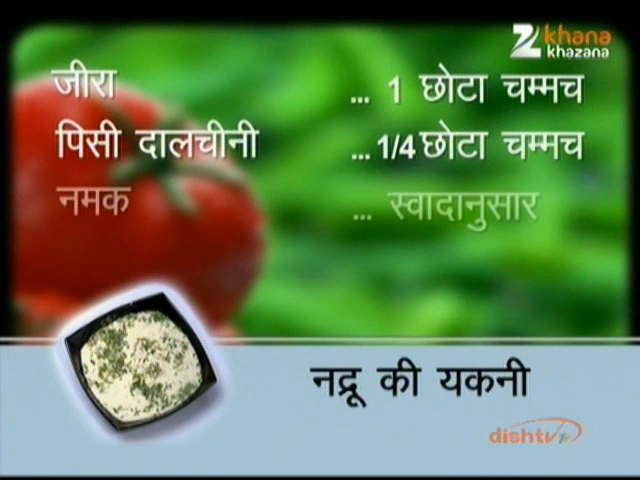 Z khana
khazana
जीरा ... 1 छोटा चम्मच
पिसी दालचीनी ... 1/4 छोटा चम्मच
नमक ... स्वादानुसार
नद्रू की यकनी
dishtv